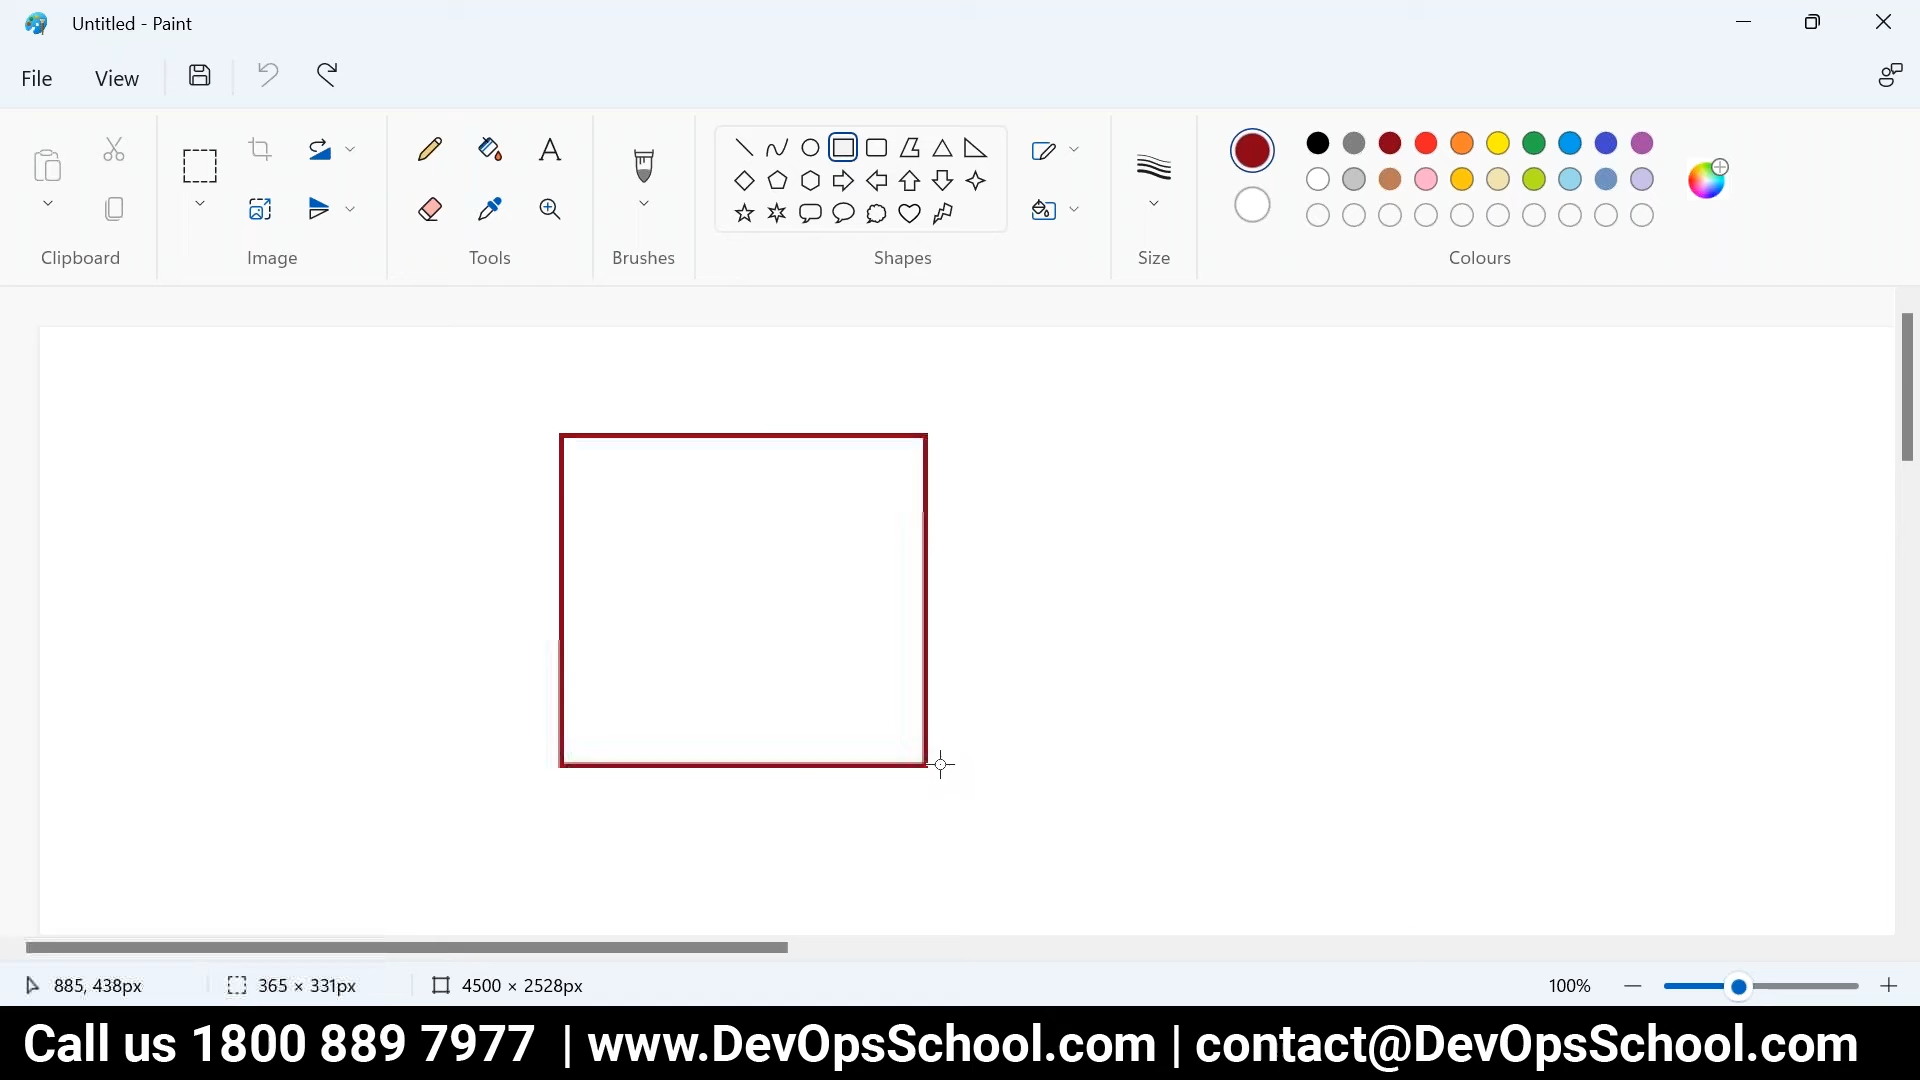 Untitled - Paint
File View
Clipboard Image Tools Brushes Shapes Size Colours
885, 438px 365 × 331px 4500 × 2528px 100%
Call us 1800 889 7977 | www.DevOpsSchool.com | contact@DevOpsSchool.com